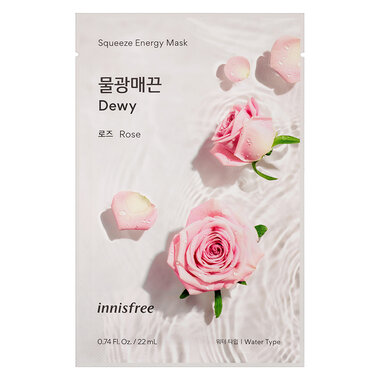 Squeeze Energy Mask
물광매끈
Dewy
로즈 Rose
innisfree
0.74 Fl. Oz. / 22 mL
워터타입 | Water Type